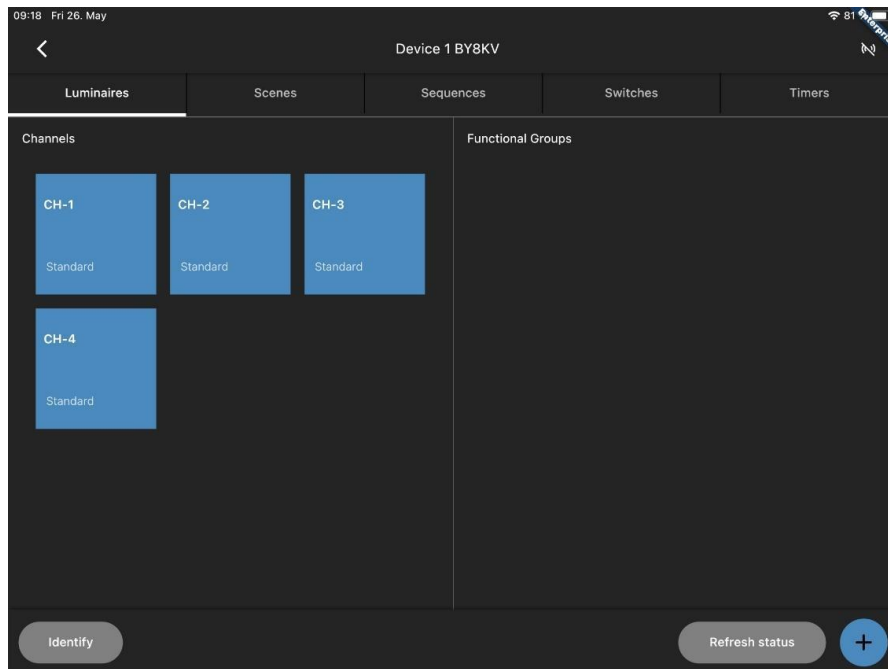 09:18 Fri 26. May 81
Device 1 BY8KV
Luminaires Scenes Sequences Switches Timers
Channels Functional Groups
CH-1 CH-2 CH-3
Standard Standard Standard
CH-4
Standard
Identify Refresh status +